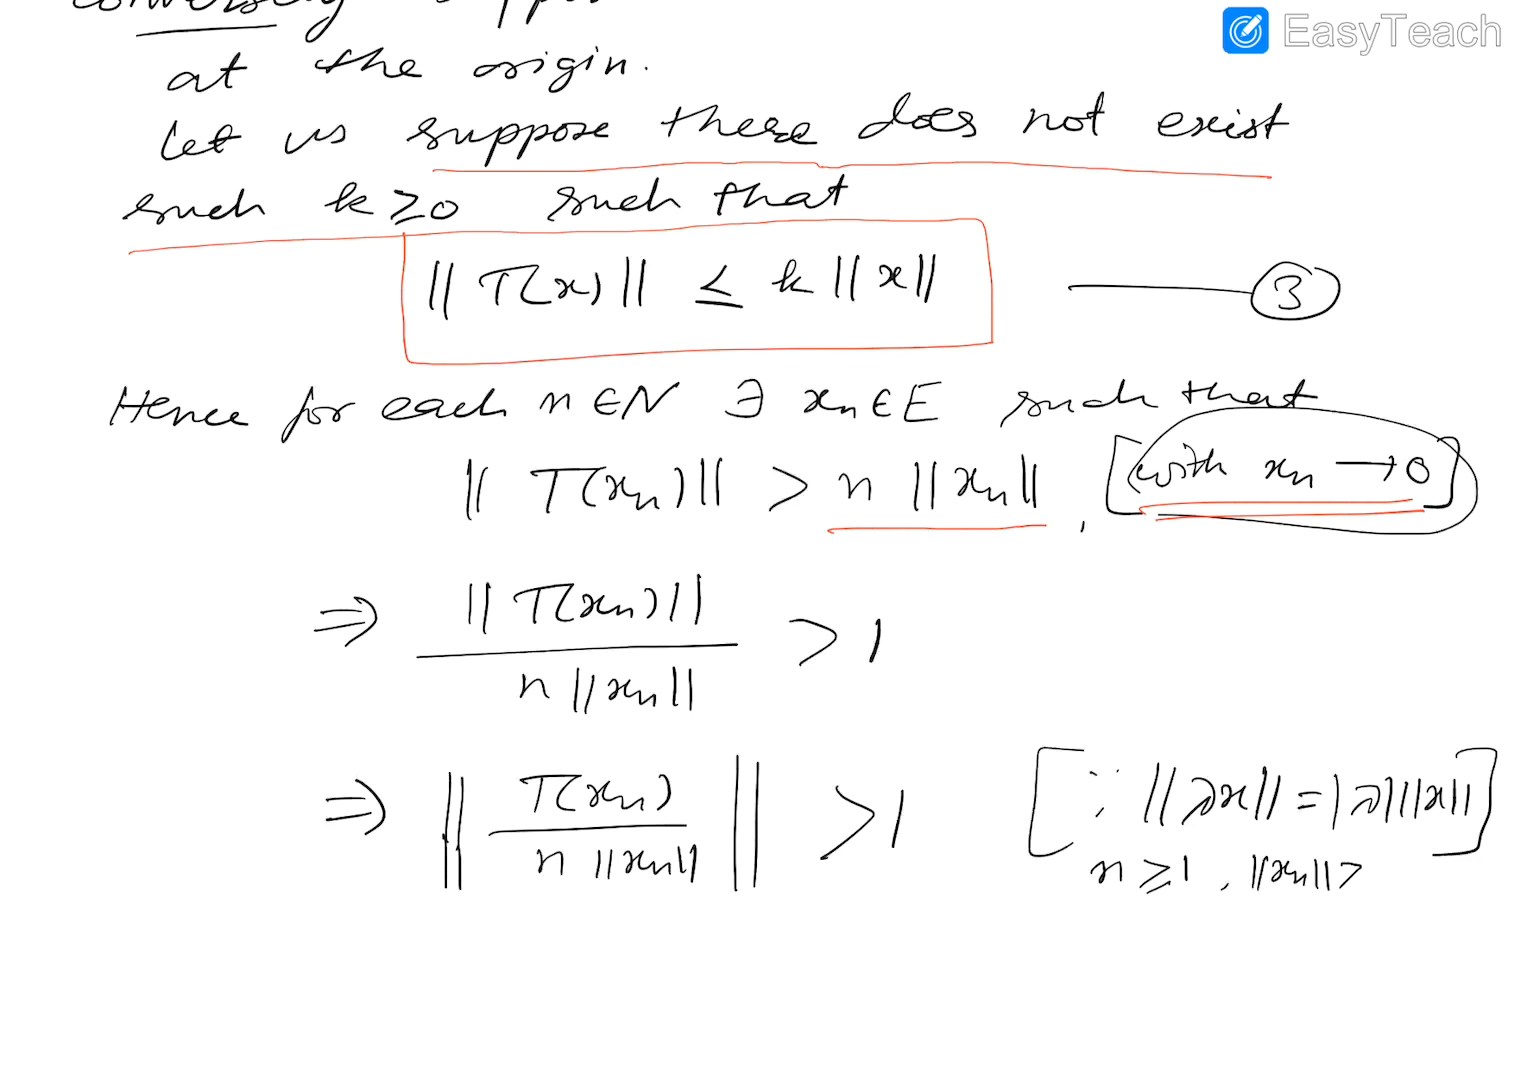 EasyTeach
at the origin.
Let us suppose there does not exist
such k ≥ 0 such that
|| T(x) || ≤ k || x || —— 3
Hence for each n ∈ N ∃ xn ∈ E such that
|| T(xn) || > n || xn || , [with xn → 0]
⇒ || T(xn) || / n || xn || > 1
⇒ || T(xn) / n || xn || || > 1 [∵ || λx || = | λ | || x ||]
n ≥ 1 , || xn || >